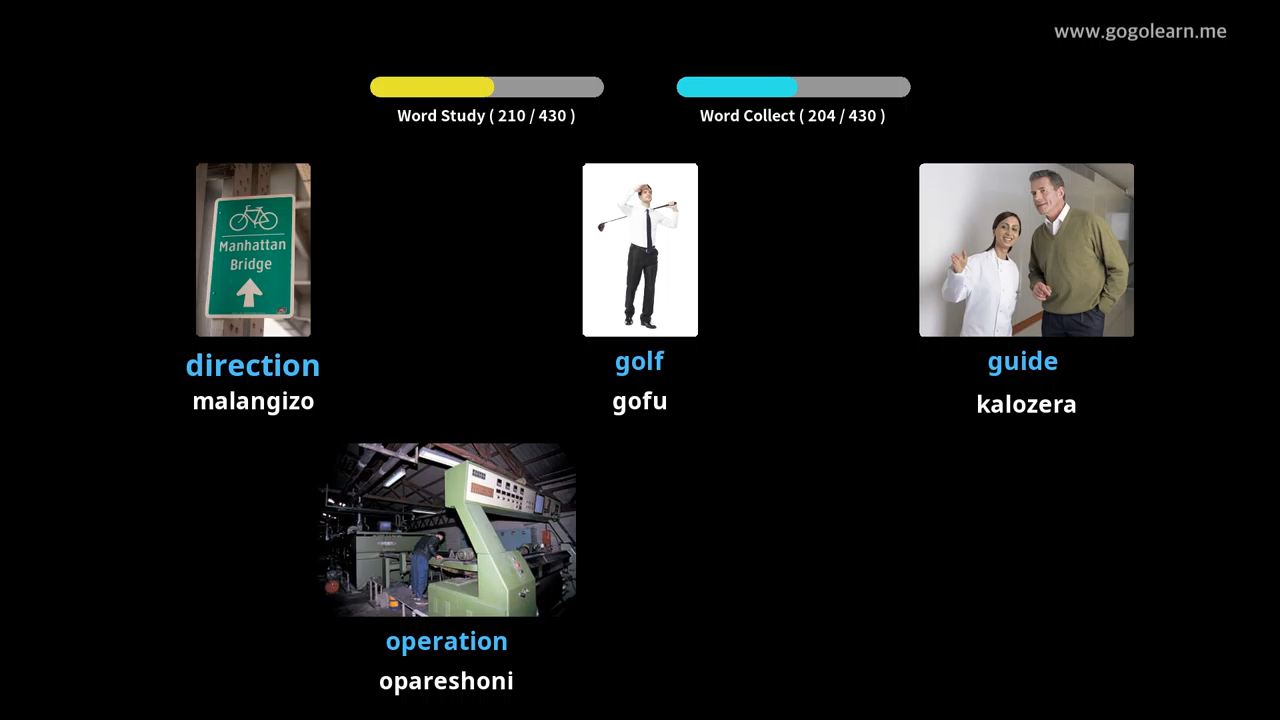 www.gogolearn.me
Word Study ( 210 / 430 )
Word Collect ( 204 / 430 )
Manhattan
Bridge
direction
malangizo
golf
gofu
guide
kalozera
operation
opareshoni